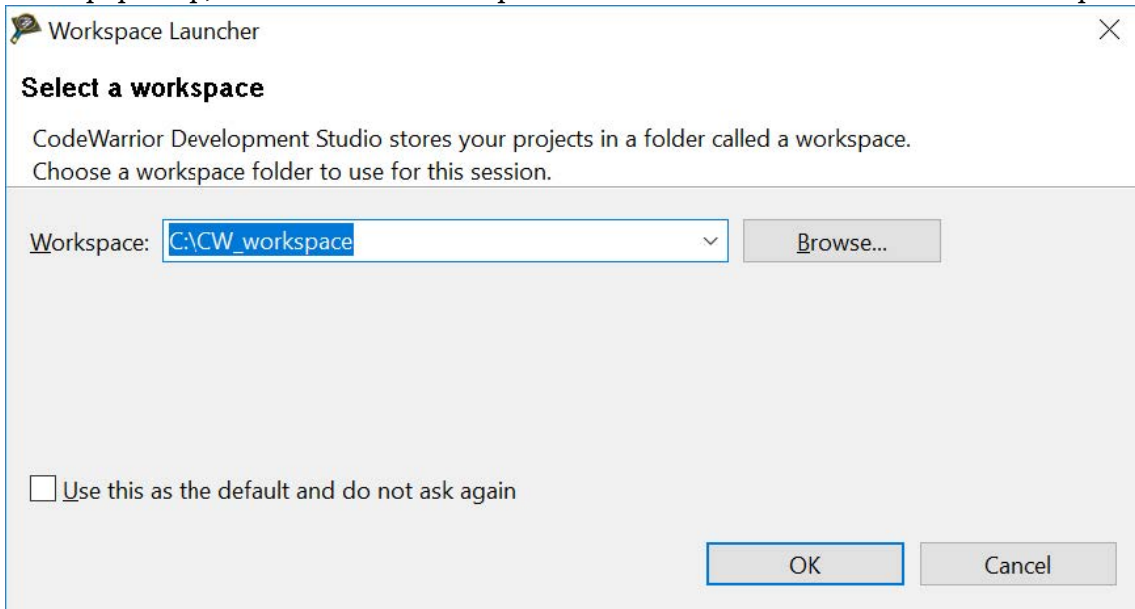 Workspace Launcher
Select a workspace
CodeWarrior Development Studio stores your projects in a folder called a workspace.
Choose a workspace folder to use for this session.
Workspace: C:\CW_workspace Browse...
Use this as the default and do not ask again
OK Cancel